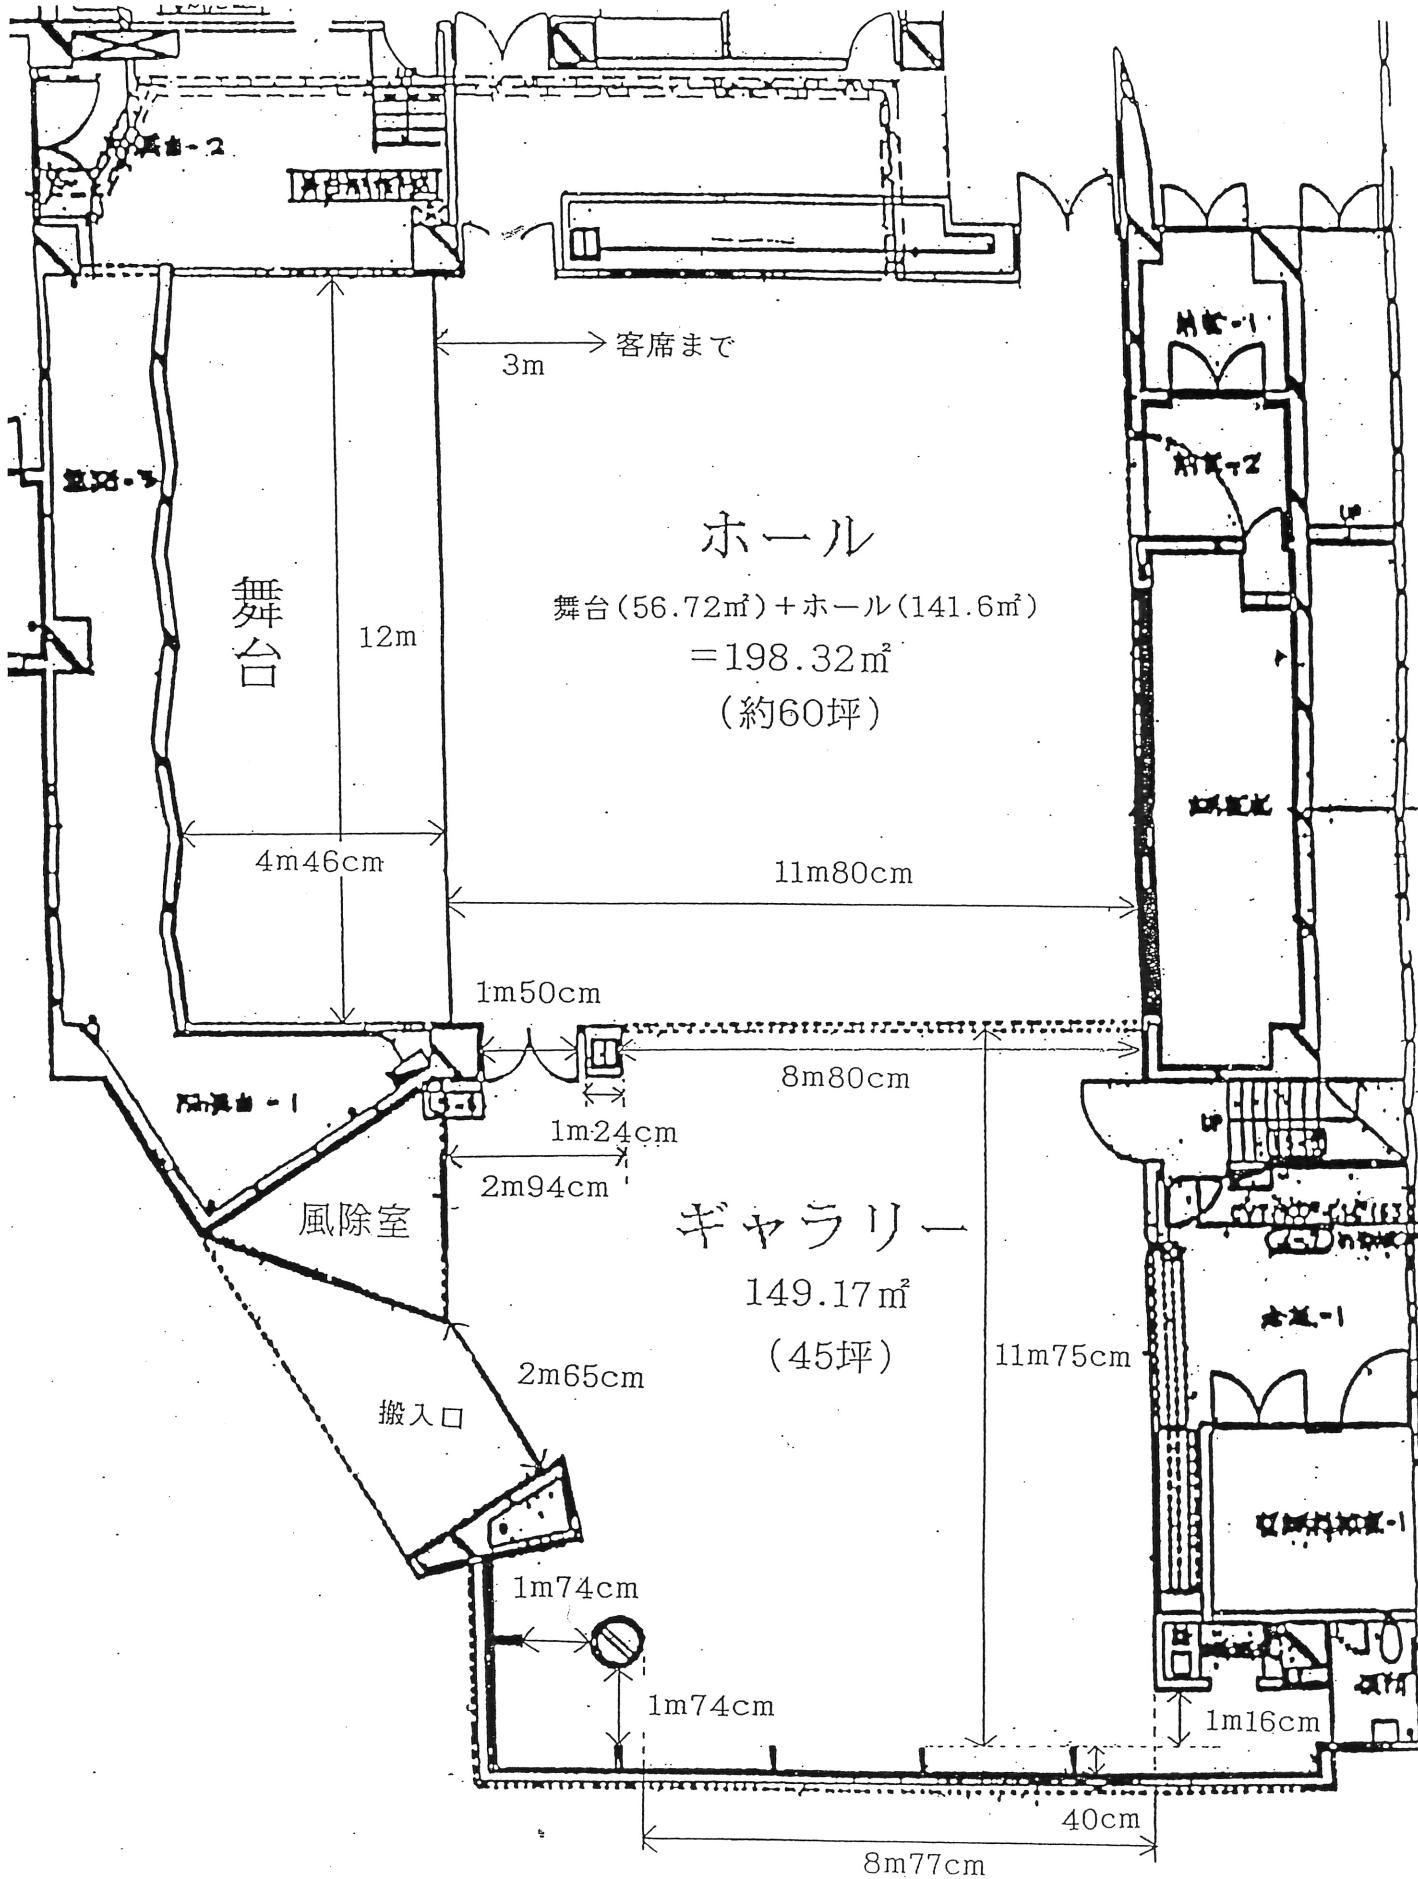 客席まで
3m
ホール
舞台(56.72㎡)+ホール(141.6㎡)
=198.32㎡
(約60坪)
舞台
12m
UP
4m46cm
11m80cm
1m50cm
8m80cm
1m24cm
2m94cm
UP
風除室
ギャラリー
149.17㎡
(45坪)
11m75cm
2m65cm
搬入口
1m74cm
1m74cm
1m16cm
40cm
8m77cm